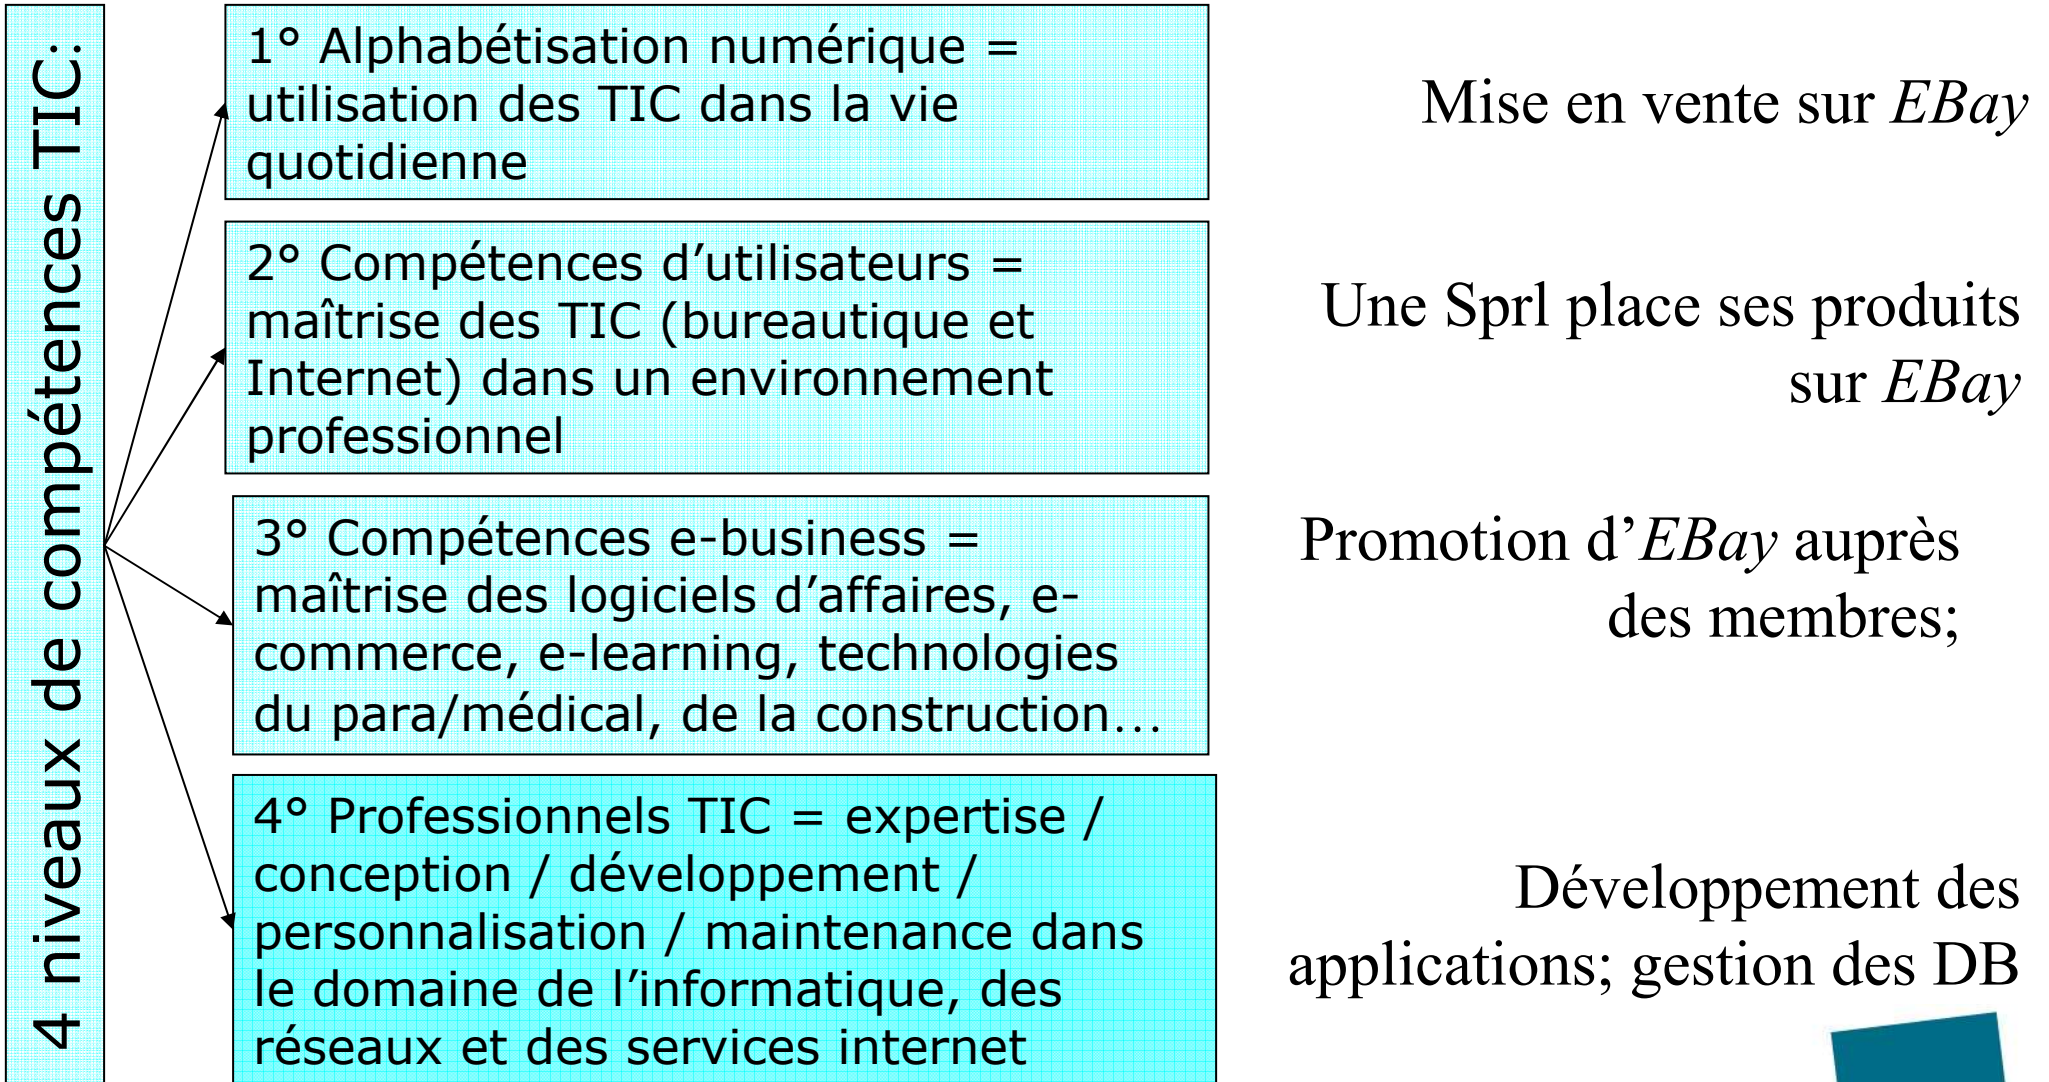 4 niveaux de compétences TIC:
1° Alphabétisation numérique =
utilisation des TIC dans la vie
quotidienne
Mise en vente sur EBay
2° Compétences d’utilisateurs =
maîtrise des TIC (bureautique et
Internet) dans un environnement
professionnel
Une Sprl place ses produits
sur EBay
3° Compétences e-business =
maîtrise des logiciels d’affaires, e-
commerce, e-learning, technologies
du para/médical, de la construction…
Promotion d’EBay auprès
des membres;
4° Professionnels TIC = expertise /
conception / développement /
personnalisation / maintenance dans
le domaine de l’informatique, des
réseaux et des services internet
Développement des
applications; gestion des DB